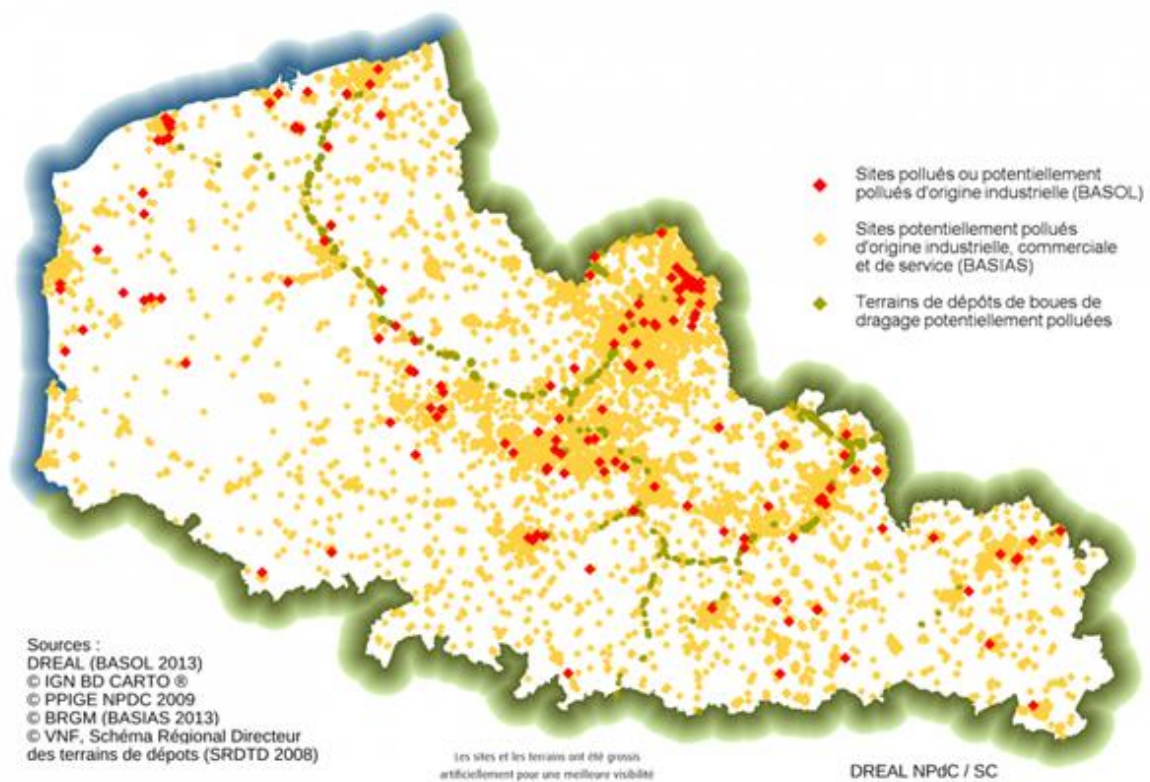 Sites pollués ou potentiellement
pollués d'origine industrielle (BASOL)
Sites potentiellement pollués
d'origine industrielle, commerciale
et de service (BASIAS)
Terrains de dépôts de boues de
dragage potentiellement polluées
Sources :
DREAL (BASOL 2013)
© IGN BD CARTO ®
© PPIGE NPDC 2009
© BRGM (BASIAS 2013)
© VNF, Schéma Régional Directeur
des terrains de dépots (SRDTD 2008)
Les sites et les terrains ont été grossis
artificiellement pour une meilleure visibilité
DREAL NPdC / SC